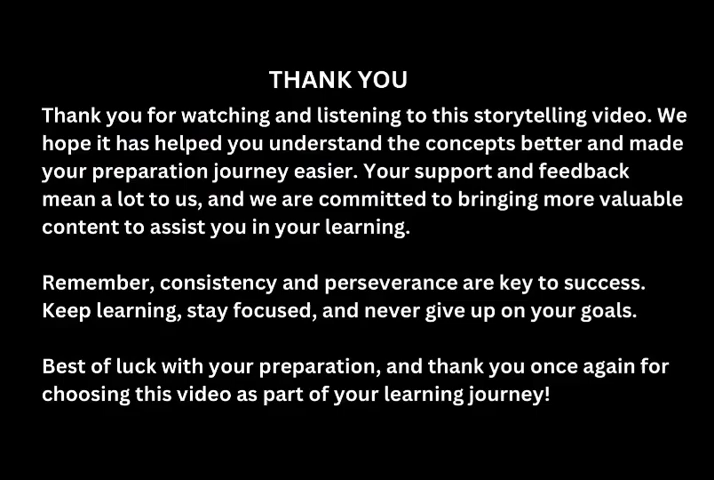 THANK YOU
Thank you for watching and listening to this storytelling video. We
hope it has helped you understand the concepts better and made
your preparation journey easier. Your support and feedback
mean a lot to us, and we are committed to bringing more valuable
content to assist you in your learning.
Remember, consistency and perseverance are key to success.
Keep learning, stay focused, and never give up on your goals.
Best of luck with your preparation, and thank you once again for
choosing this video as part of your learning journey!